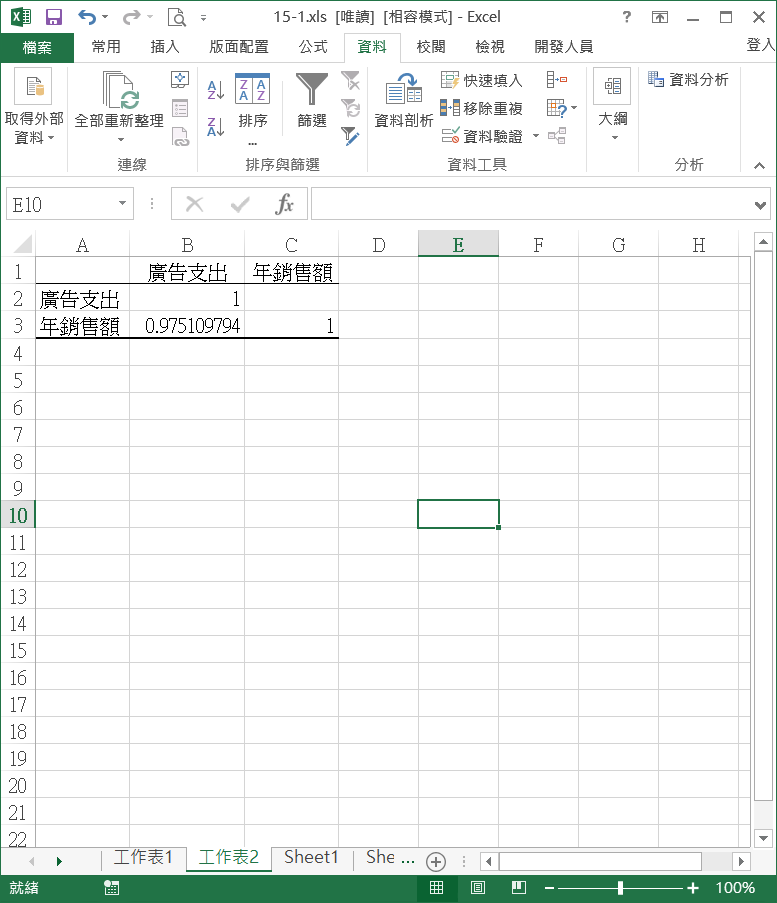 15-1.xls [唯讀] [相容模式] - Excel
?
檔案 常用 插入 版面配置 公式 資料 校閱 檢視 開發人員 登入
取得外部資料
全部重新整理
連線
排序
...
篩選
排序與篩選
資料剖析
快速填入
移除重複
資料驗證
資料工具
大綱
資料分析
分析
E10
fx
A B C D E F G H
1 廣告支出 年銷售額
2 廣告支出 1
3 年銷售額 0.975109794 1
4
5
6
7
8
9
10
11
12
13
14
15
16
17
18
19
20
21
22
工作表1 工作表2 Sheet1 She ...
就緒 100%